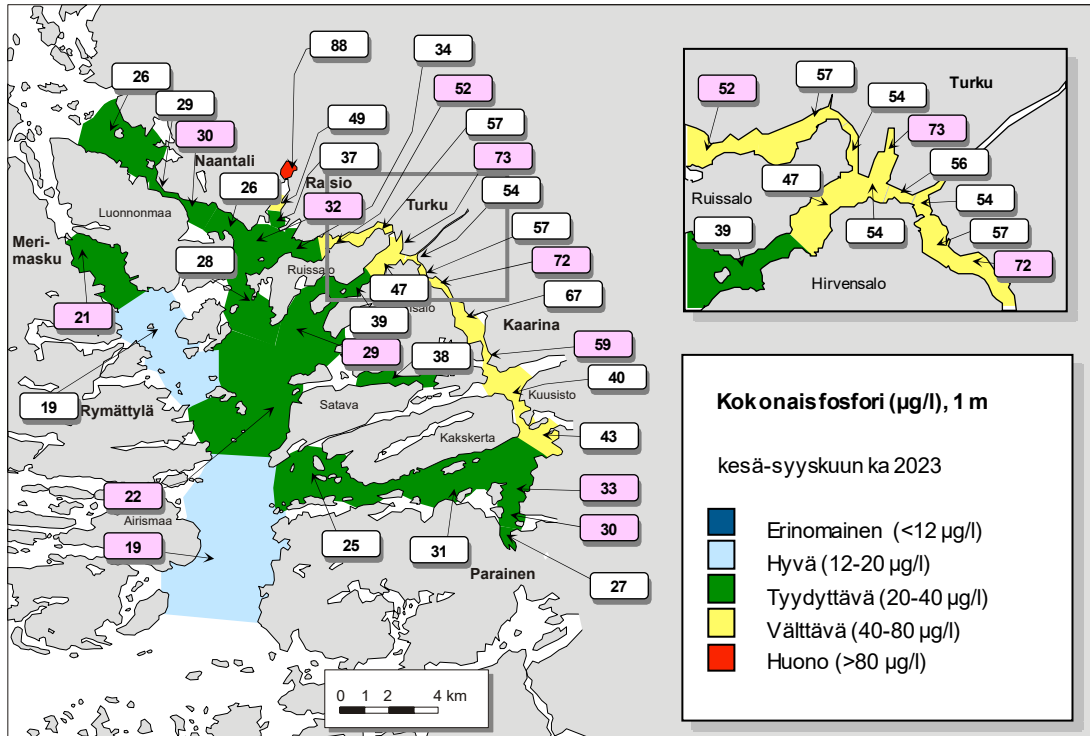 88
34
26
52
29
57
30
49
Naantali
73
37
26
Raisio
54
32
Turku
57
Luonnonmaa
Meri-
masku
28
Ruissalo
72
47
salo
67
21
39
Kaarina
29
38
59
19
Rymättylä
Satava
Kuusisto
40
Kakskerta
43
22
33
Airismaa
30
19
25
31
Parainen
27
0 1 2 4 km
57
Turku
52
54
73
47
56
Ruissalo
54
39
54
57
Hirvensalo
72
Kokonaisfosfori (µg/l), 1 m
kesä-syyskuun ka 2023
Erinomainen (<12 µg/l)
Hyvä (12-20 µg/l)
Tyydyttävä (20-40 µg/l)
Välttävä (40-80 µg/l)
Huono (>80 µg/l)